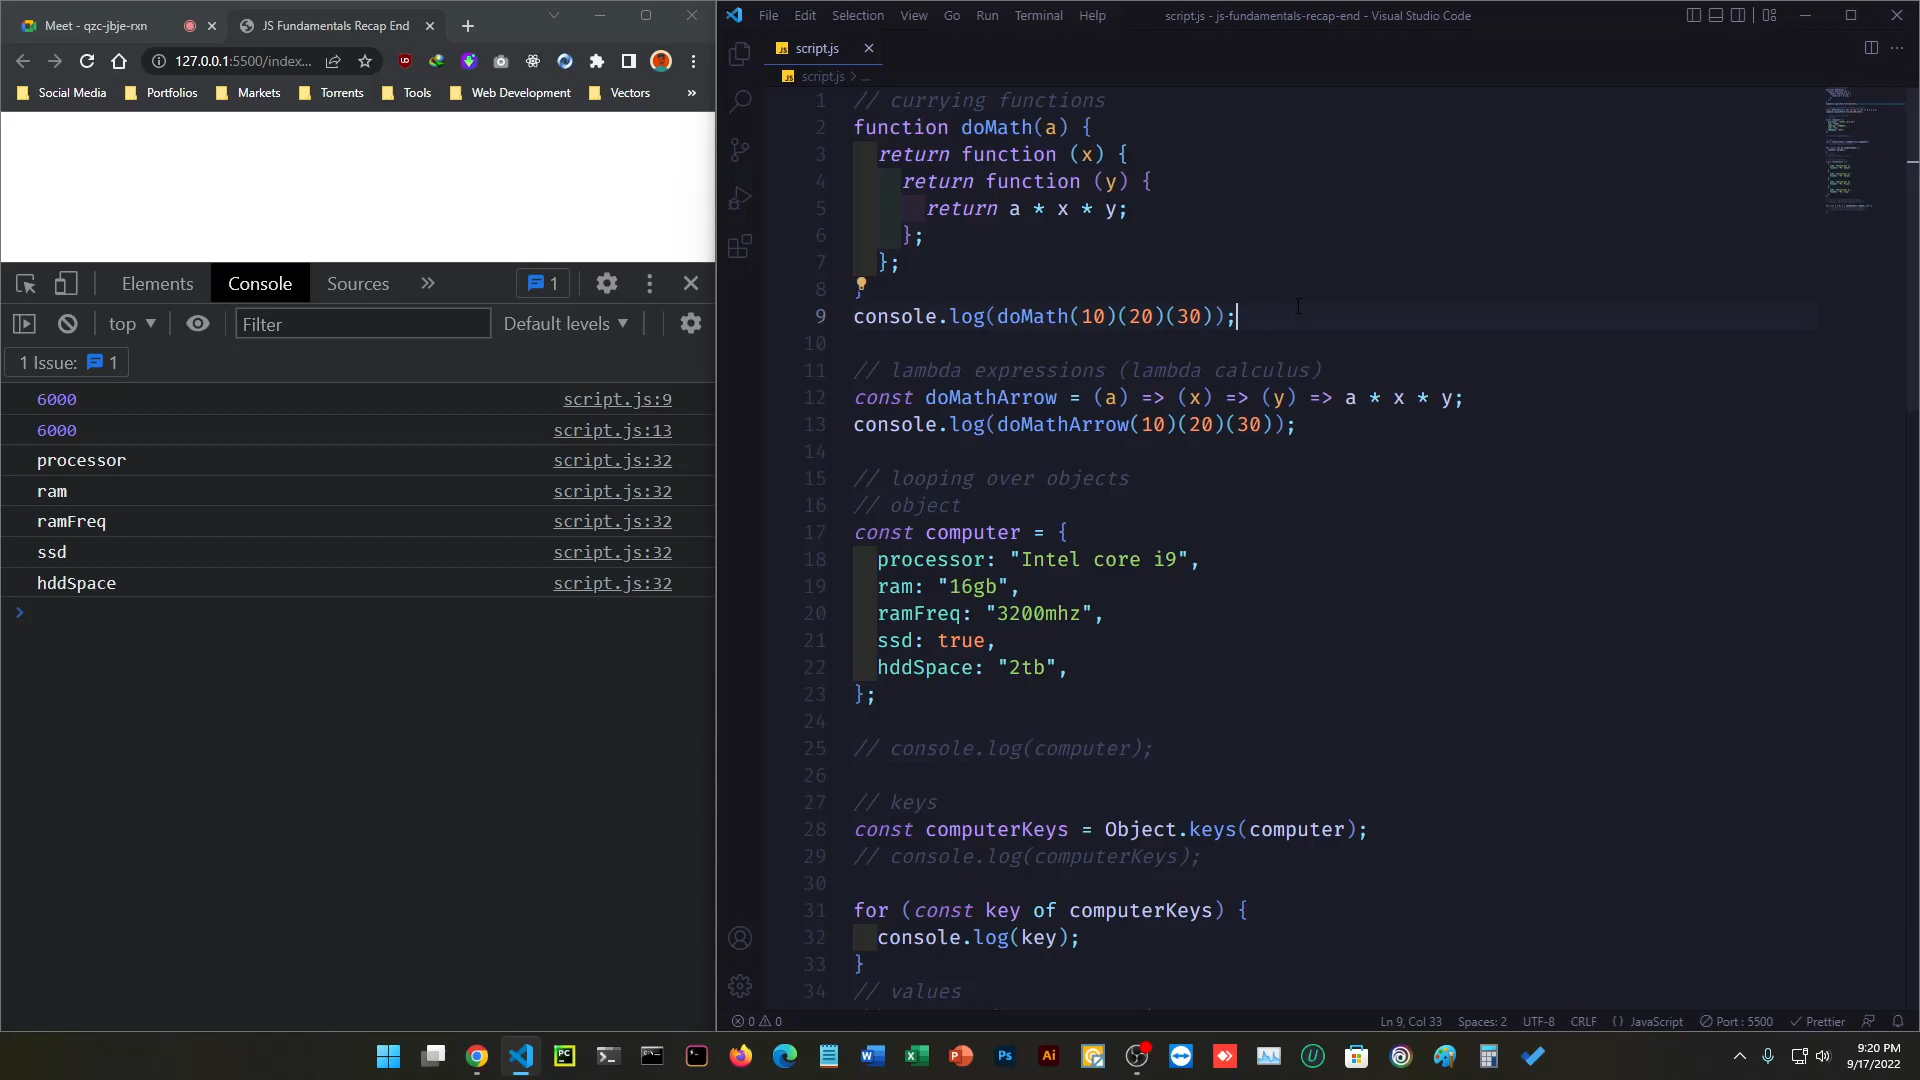 Meet - qzc-jbje-rxn
JS Fundamentals Recap End
127.0.0.1:5500/index...
Social Media
Portfolios
Markets
Torrents
Tools
Web Development
Vectors
»
Elements
Console
Sources
1
top
Filter
Default levels
1 Issue: 1
6000 script.js:9
6000 script.js:13
processor script.js:32
ram script.js:32
ramFreq script.js:32
ssd script.js:32
hddSpace script.js:32
File Edit Selection View Go Run Terminal Help
script.js - js-fundamentals-recap-end - Visual Studio Code
JS script.js
JS script.js > ...
1 // currying functions
2 function doMath(a) {
3 return function (x) {
4 return function (y) {
5 return a * x * y;
6 };
7 };
8 }
9 console.log(doMath(10)(20)(30));
10
11 // lambda expressions (lambda calculus)
12 const doMathArrow = (a) => (x) => (y) => a * x * y;
13 console.log(doMathArrow(10)(20)(30));
14
15 // looping over objects
16 // object
17 const computer = {
18 processor: "Intel core i9",
19 ram: "16gb",
20 ramFreq: "3200mhz",
21 ssd: true,
22 hddSpace: "2tb",
23 };
24
25 // console.log(computer);
26
27 // keys
28 const computerKeys = Object.keys(computer);
29 // console.log(computerKeys);
30
31 for (const key of computerKeys) {
32 console.log(key);
33 }
34 // values
0 0
Ln 9, Col 33
Spaces: 2
UTF-8
CRLF
{ } JavaScript
Port : 5500
Prettier
9:20 PM
9/17/2022